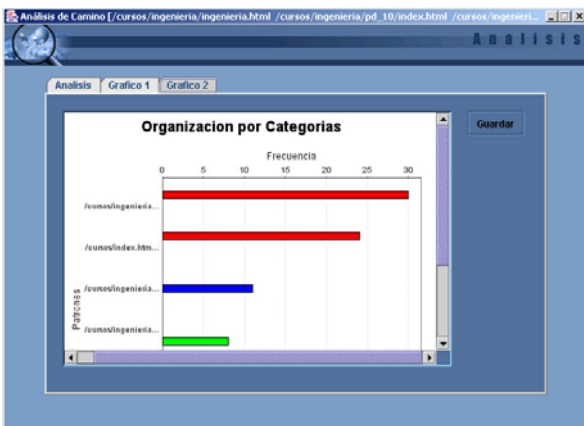 Análisis de Camino [/cursos/ingenieria/ingenieria.html /cursos/ingenieria/pd_10/index.html /cursos/ingenieri...
Analisis
Analisis Grafico 1 Grafico 2
Guardar
Organizacion por Categorias
Frecuencia
0 5 10 15 20 25 30
Patrones
/cursos/ingenieria...
/cursos/index.htm...
/cursos/ingenieria...
/cursos/ingenieria...